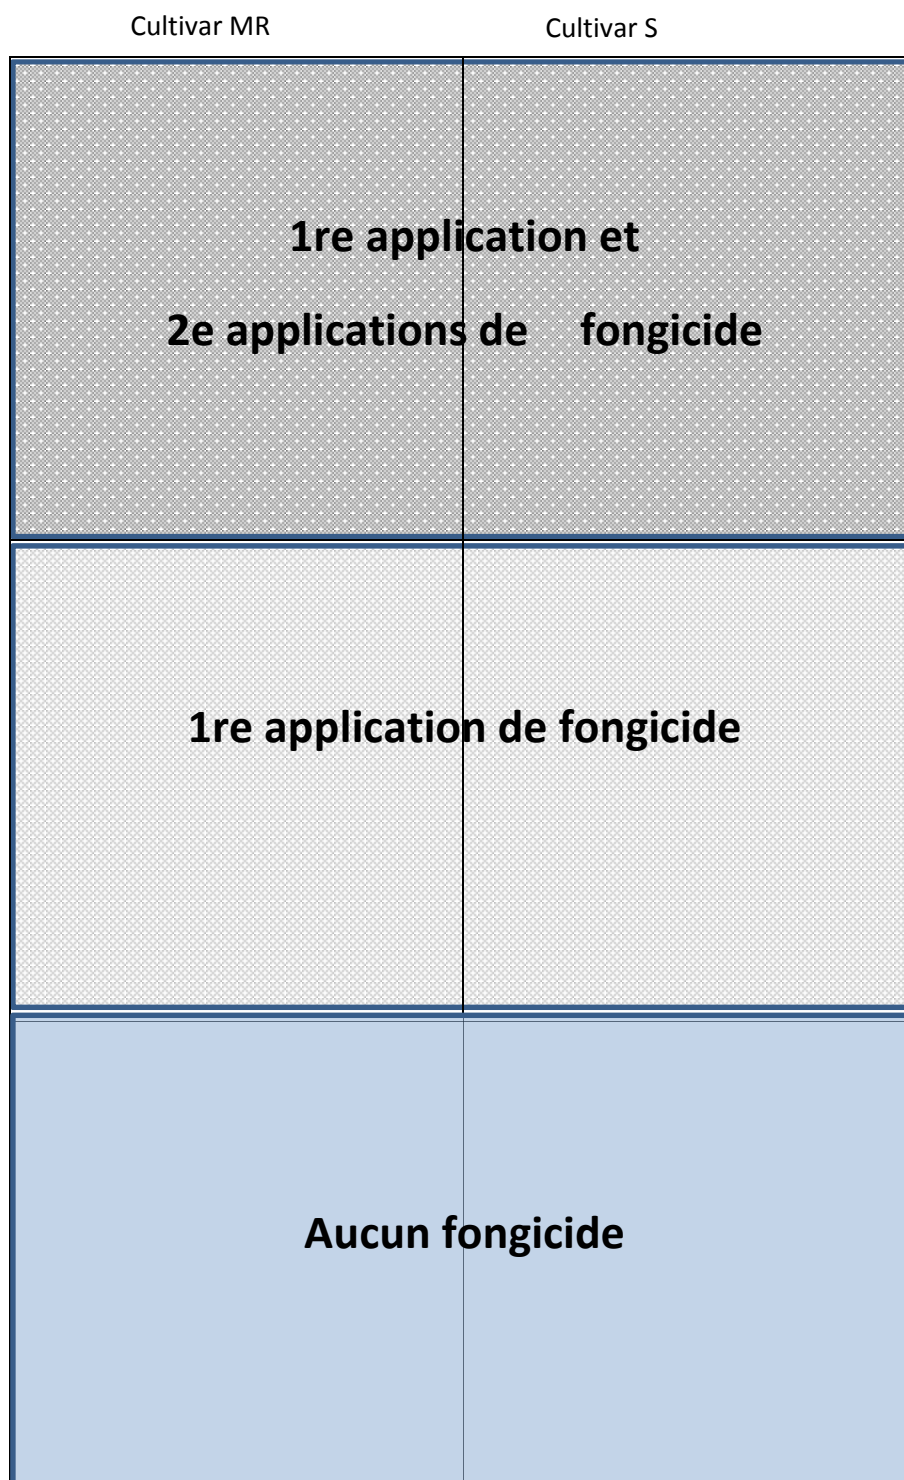 Cultivar MR Cultivar S
1re application et
2e applications de fongicide
1re application de fongicide
Aucun fongicide